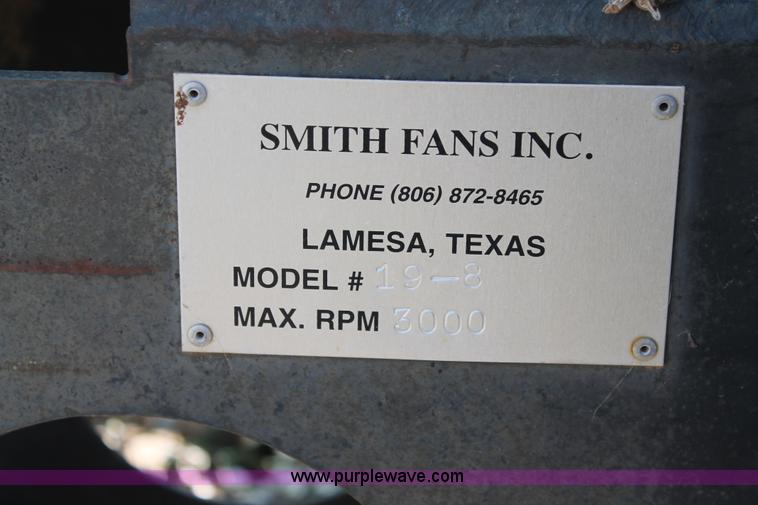 SMITH FANS INC.
PHONE (806) 872-8465
LAMESA, TEXAS
MODEL # 19-8
MAX. RPM 3000
www.purplewave.com